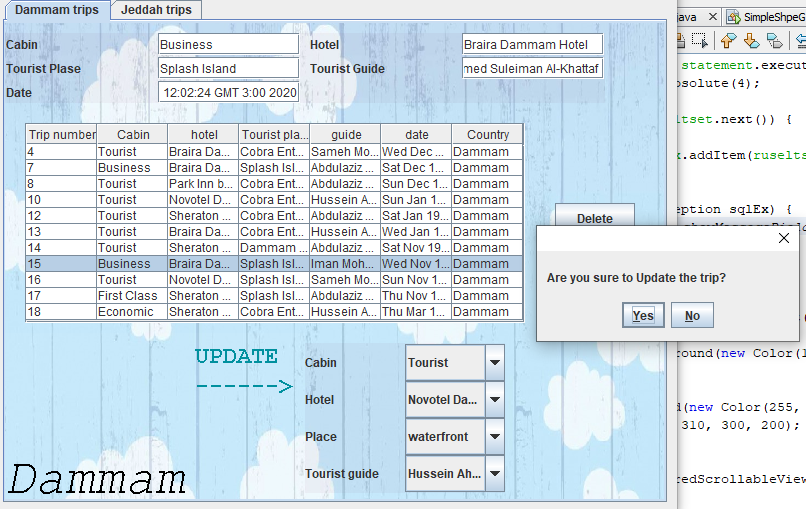 Dammam trips Jeddah trips
Cabin Business Hotel Braira Dammam Hotel
Tourist Plase Splash Island Tourist Guide med Suleiman Al-Khattaf
Date 12:02:24 GMT 3:00 2020
Trip number Cabin hotel Tourist pla... guide date Country
4 Tourist Braira Da... Cobra Ent... Sameh Mo... Wed Dec ... Dammam
7 Business Braira Da... Splash Isl... Abdulaziz ... Sat Dec 1... Dammam
8 Tourist Park Inn b... Cobra Ent... Abdulaziz ... Sun Dec 1... Dammam
10 Tourist Novotel D... Cobra Ent... Hussein A... Sun Jan 1... Dammam
12 Tourist Sheraton ... Cobra Ent... Abdulaziz ... Sat Jan 19... Dammam
13 Tourist Braira Da... Cobra Ent... Hussein A... Wed Nov 1... Dammam
14 Tourist Sheraton ... Dammam ... Abdulaziz ... Sat Nov 19... Dammam
15 Business Braira Da... Splash Isl... Iman Moh... Wed Nov 1... Dammam
16 Tourist Novotel D... Splash Isl... Sameh Mo... Sun Nov 1... Dammam
17 First Class Sheraton ... Splash Isl... Abdulaziz ... Thu Nov 1... Dammam
18 Economic Sheraton ... Cobra Ent... Hussein A... Thu Mar 1... Dammam
Delete
Are you sure to Update the trip?
Yes No
UPDATE
----->
Cabin Tourist
Hotel Novotel Da...
Place waterfront
Tourist guide Hussein Ah...
Dammam
java SimpleShpeG
statement.execut
bsolute(4);
ltset.next()) {
x.addItem(ruselts
eption sqlEx) {
round(new Color(1
d(new Color(255,
310, 300, 200);
redScrollableView